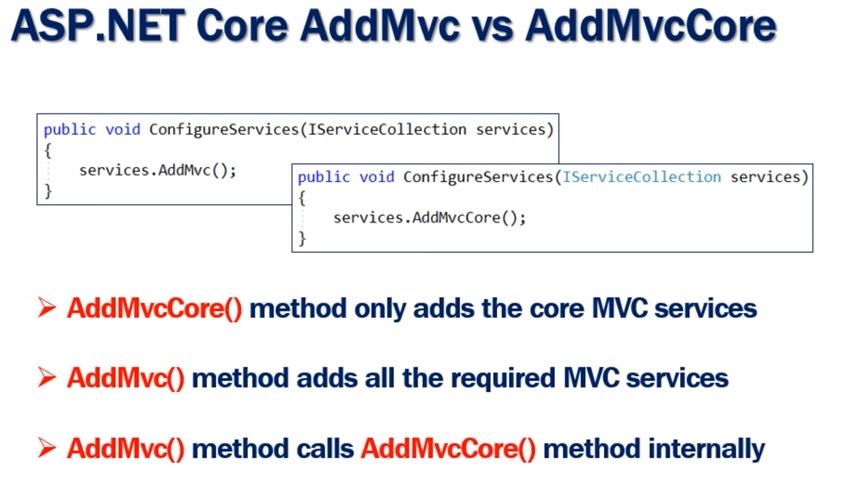 ASP.NET Core AddMvc vs AddMvcCore
public void ConfigureServices(IServiceCollection services)
{
services.AddMvc();
}
public void ConfigureServices(IServiceCollection services)
{
services.AddMvcCore();
}
AddMvcCore() method only adds the core MVC services
AddMvc() method adds all the required MVC services
AddMvc() method calls AddMvcCore() method internally